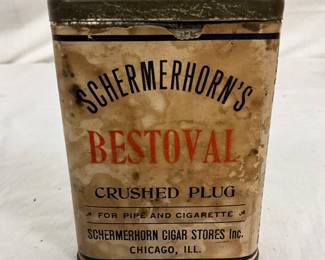 SCHERMERHORN'S
BESTOVAL
CRUSHED PLUG
FOR PIPE AND CIGARETTE
SCHERMERHORN CIGAR STORES Inc.
CHICAGO, ILL.